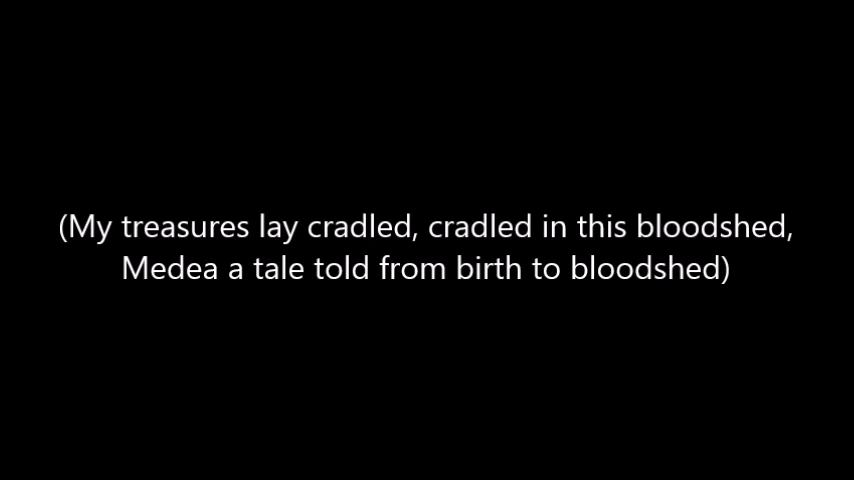 (My treasures lay cradled, cradled in this bloodshed,
Medea a tale told from birth to bloodshed)